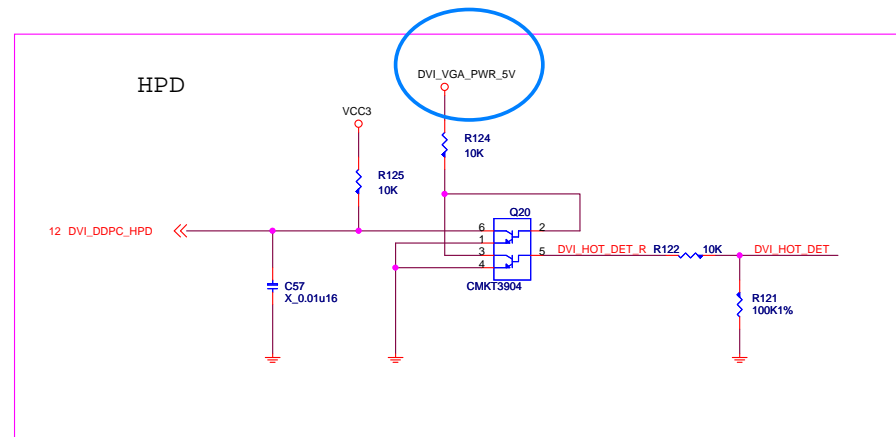 HPD
DVI_VGA_PWR_5V
VCC3
R124
10K
R125
10K
Q20
12 DVI_DDPC_HPD
6
2
1
3
5
DVI_HOT_DET_R R122 10K DVI_HOT_DET
4
CMKT3904
C57
X_0.01u16
R121
100K1%